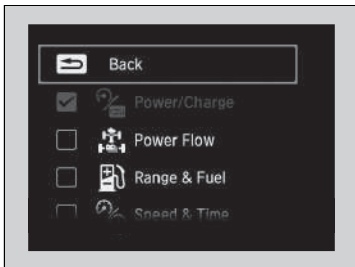 Back
Power/Charge
Power Flow
Range & Fuel
Speed & Time